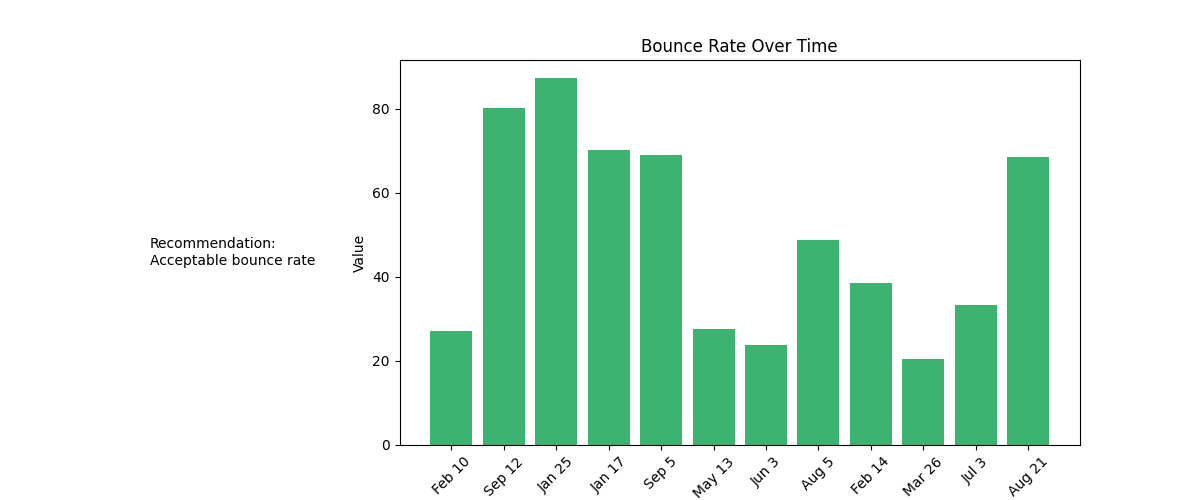 Bounce Rate Over Time
Recommendation:
Acceptable bounce rate
Value
80
60
40
20
0
Feb 10
Sep 12
Jan 25
Jan 17
Sep 5
May 13
Jun 3
Aug 5
Feb 14
Mar 26
Jul 3
Aug 21